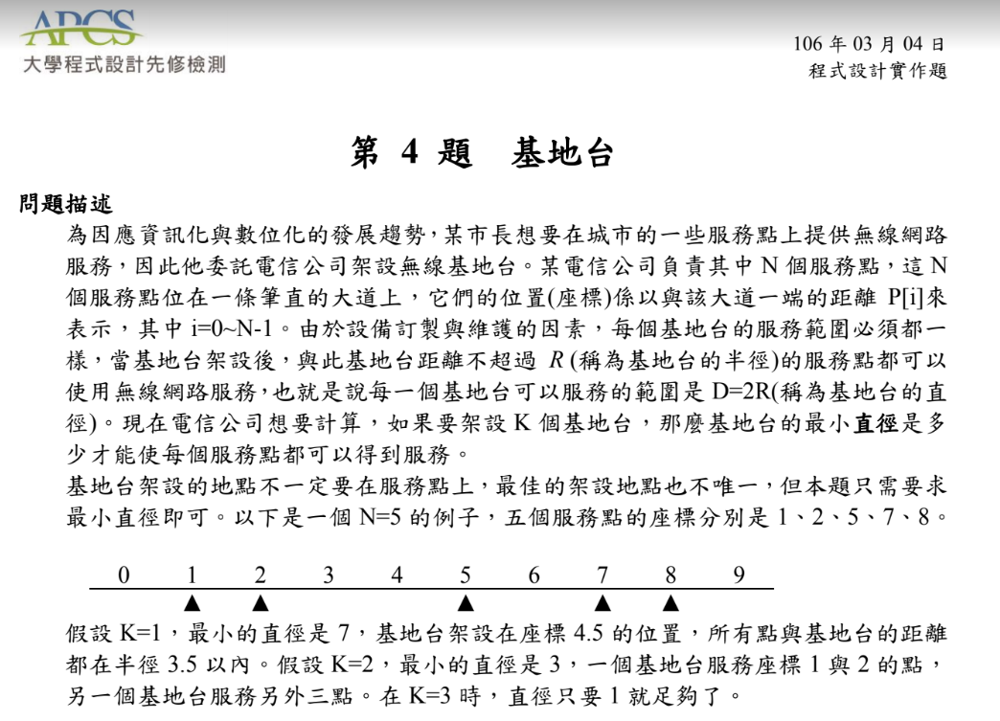 APCS
大學程式設計先修檢測
106 年 03 月 04 日
程式設計實作題
第 4 題 基地台
問題描述
為因應資訊化與數位化的發展趨勢，某市長想要在城市的一些服務點上提供無線網路
服務，因此他委託電信公司架設無線基地台。某電信公司負責其中 N 個服務點，這 N
個服務點位在一條筆直的大道上，它們的位置(座標)係以與該大道一端的距離 P[i]來
表示，其中 i=0~N-1。由於設備訂製與維護的因素，每個基地台的服務範圍必須都一
樣，當基地台架設後，與此基地台距離不超過 R (稱為基地台的半徑)的服務點都可以
使用無線網路服務，也就是說每一個基地台可以服務的範圍是 D=2R(稱為基地台的直
徑)。現在電信公司想要計算，如果要架設 K 個基地台，那麼基地台的最小直徑是多
少才能使每個服務點都可以得到服務。
基地台架設的地點不一定要在服務點上，最佳的架設地點也不唯一，但本題只需要求
最小直徑即可。以下是一個 N=5 的例子，五個服務點的座標分別是 1、2、5、7、8。
0 1 2 3 4 5 6 7 8 9
假設 K=1，最小的直徑是 7，基地台架設在座標 4.5 的位置，所有點與基地台的距離
都在半徑 3.5 以內。假設 K=2，最小的直徑是 3，一個基地台服務座標 1 與 2 的點，
另一個基地台服務另外三點。在 K=3 時，直徑只要 1 就足夠了。